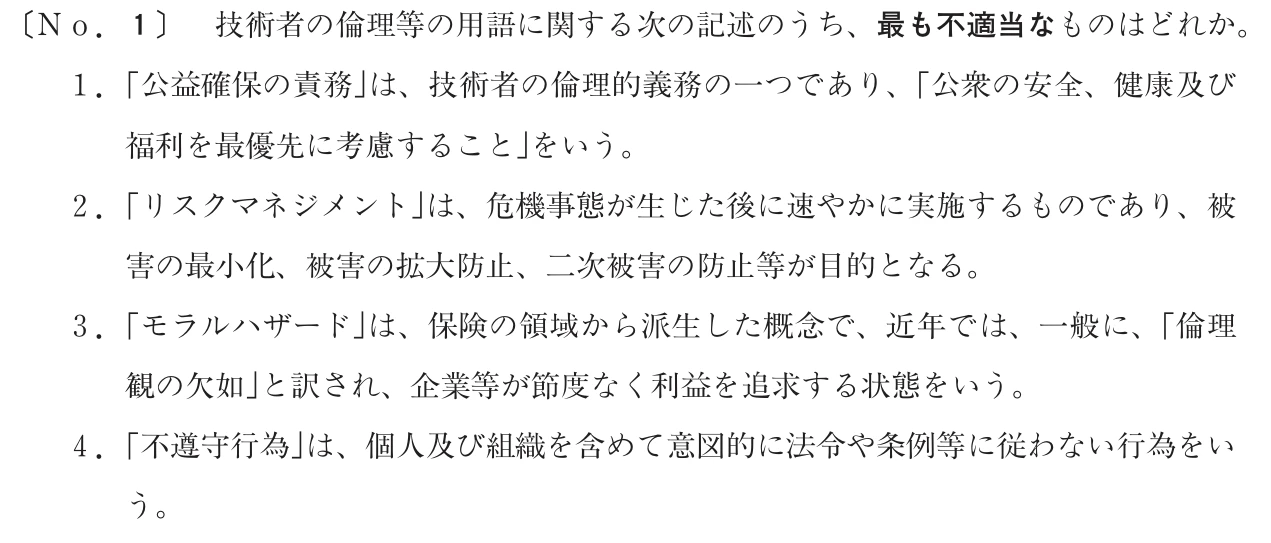 〔Ｎｏ．１〕　技術者の倫理等の用語に関する次の記述のうち、最も不適当なものはどれか。
１．「公益確保の責務」は、技術者の倫理的義務の一つであり、「公衆の安全、健康及び
福利を最優先に考慮すること」をいう。
２．「リスクマネジメント」は、危機事態が生じた後に速やかに実施するものであり、被
害の最小化、被害の拡大防止、二次被害の防止等が目的となる。
３．「モラルハザード」は、保険の領域から派生した概念で、近年では、一般に、「倫理
観の欠如」と訳され、企業等が節度なく利益を追求する状態をいう。
４．「不遵守行為」は、個人及び組織を含めて意図的に法令や条例等に従わない行為をい
う。